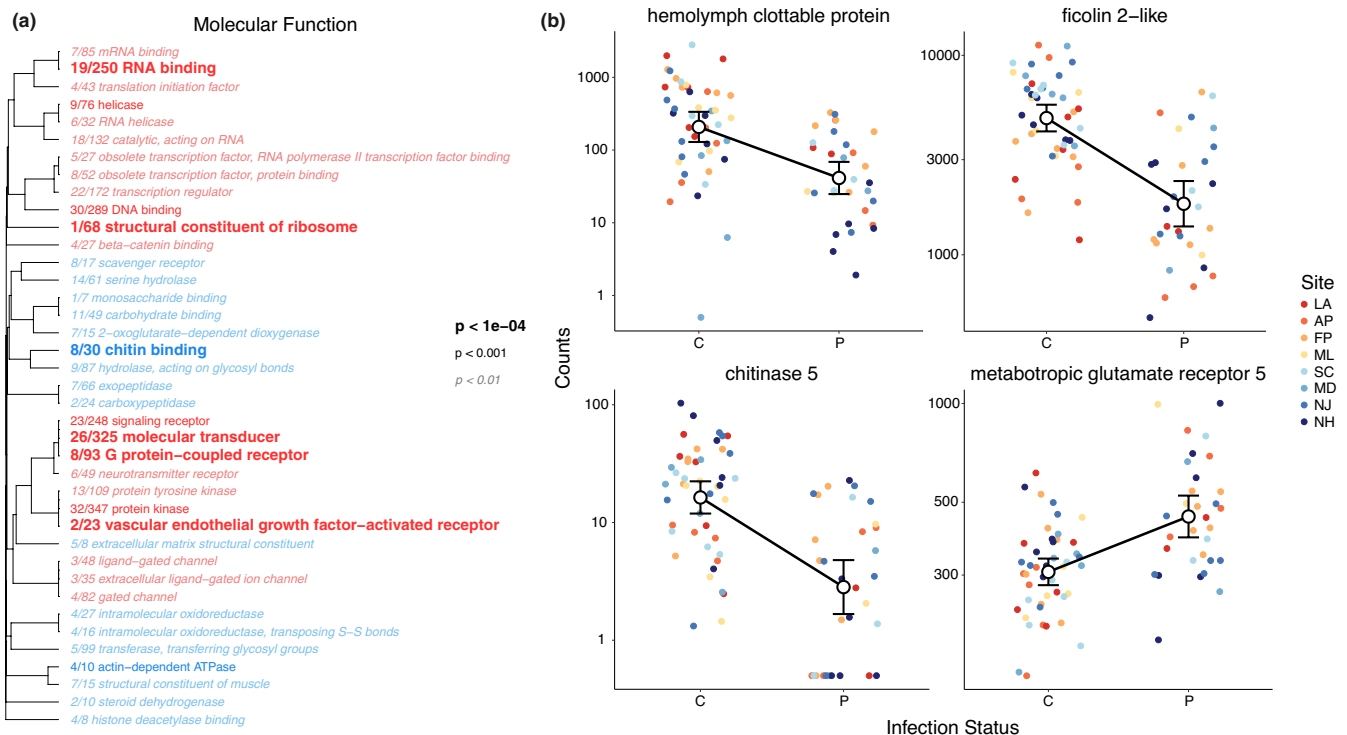 (a)
Molecular Function
7/85 mRNA binding
19/250 RNA binding
4/43 translation initiation factor
9/76 helicase
6/32 RNA helicase
18/132 catalytic, acting on RNA
5/27 obsolete transcription factor, RNA polymerase II transcription factor binding
8/52 obsolete transcription factor, protein binding
22/172 transcription regulator
30/289 DNA binding
1/68 structural constituent of ribosome
4/27 beta−catenin binding
8/17 scavenger receptor
14/61 serine hydrolase
1/7 monosaccharide binding
11/49 carbohydrate binding
7/15 2−oxoglutarate−dependent dioxygenase
8/30 chitin binding
9/87 hydrolase, acting on glycosyl bonds
7/66 exopeptidase
2/24 carboxypeptidase
23/248 signaling receptor
26/325 molecular transducer
8/93 G protein−coupled receptor
6/49 neurotransmitter receptor
13/109 protein tyrosine kinase
32/347 protein kinase
2/23 vascular endothelial growth factor−activated receptor
5/8 extracellular matrix structural constituent
3/48 ligand−gated channel
3/35 extracellular ligand−gated ion channel
4/82 gated channel
4/27 intramolecular oxidoreductase
4/16 intramolecular oxidoreductase, transposing S−S bonds
5/99 transferase, transferring glycosyl groups
4/10 actin−dependent ATPase
7/15 structural constituent of muscle
2/10 steroid dehydrogenase
4/8 histone deacetylase binding
p < 1e−04
p < 0.001
p < 0.01
(b)
Counts
hemolymph clottable protein
1000
100
10
1
C P
ficolin 2−like
10000
3000
1000
C P
chitinase 5
100
10
1
C P
metabotropic glutamate receptor 5
1000
500
300
C P
Infection Status
Site
LA
AP
FP
ML
SC
MD
NJ
NH